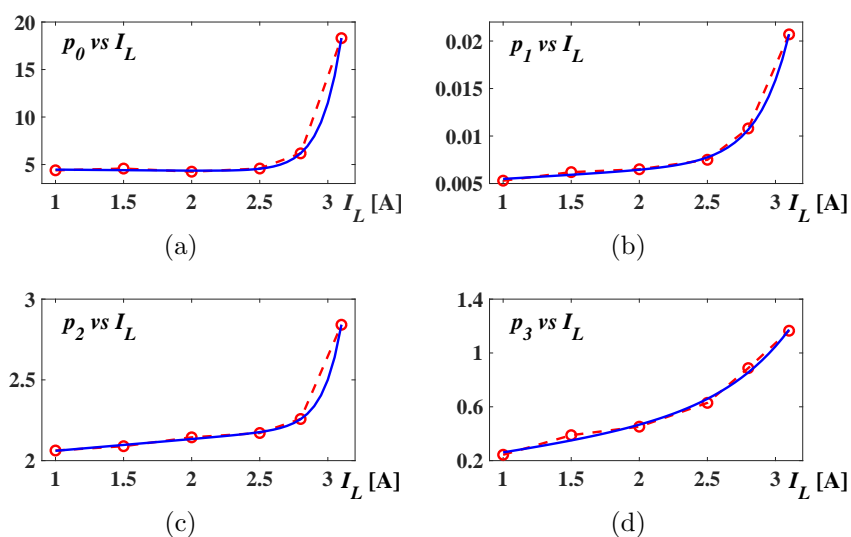 20
15
10
5
p0 vs IL
1 1.5 2 2.5 3 IL [A]
(a)
0.02
0.015
0.01
0.005
p1 vs IL
1 1.5 2 2.5 3 IL [A]
(b)
3
2.5
2
p2 vs IL
1 1.5 2 2.5 3 IL [A]
(c)
1.4
1
0.6
0.2
p3 vs IL
1 1.5 2 2.5 3 IL [A]
(d)